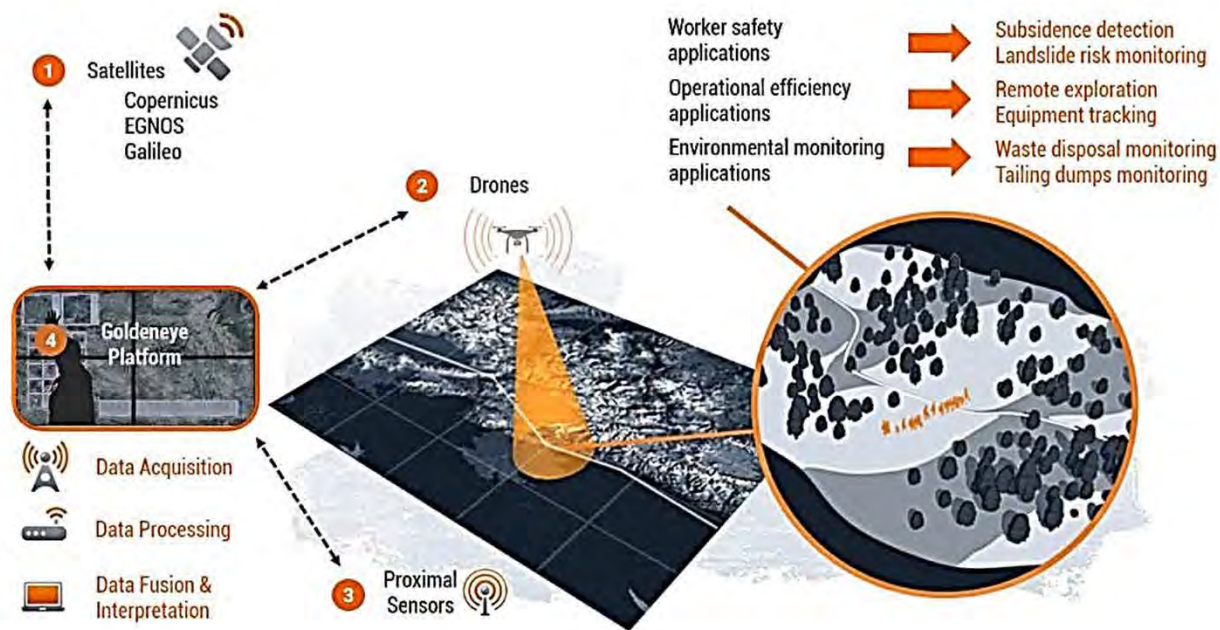 1 Satellites
Copernicus
EGNOS
Galileo
Worker safety
applications
Subsidence detection
Landslide risk monitoring
Operational efficiency
applications
Remote exploration
Equipment tracking
Environmental monitoring
applications
Waste disposal monitoring
Tailing dumps monitoring
2 Drones
4 Goldeneye
Platform
Data Acquisition
Data Processing
Data Fusion &
Interpretation
3 Proximal
Sensors